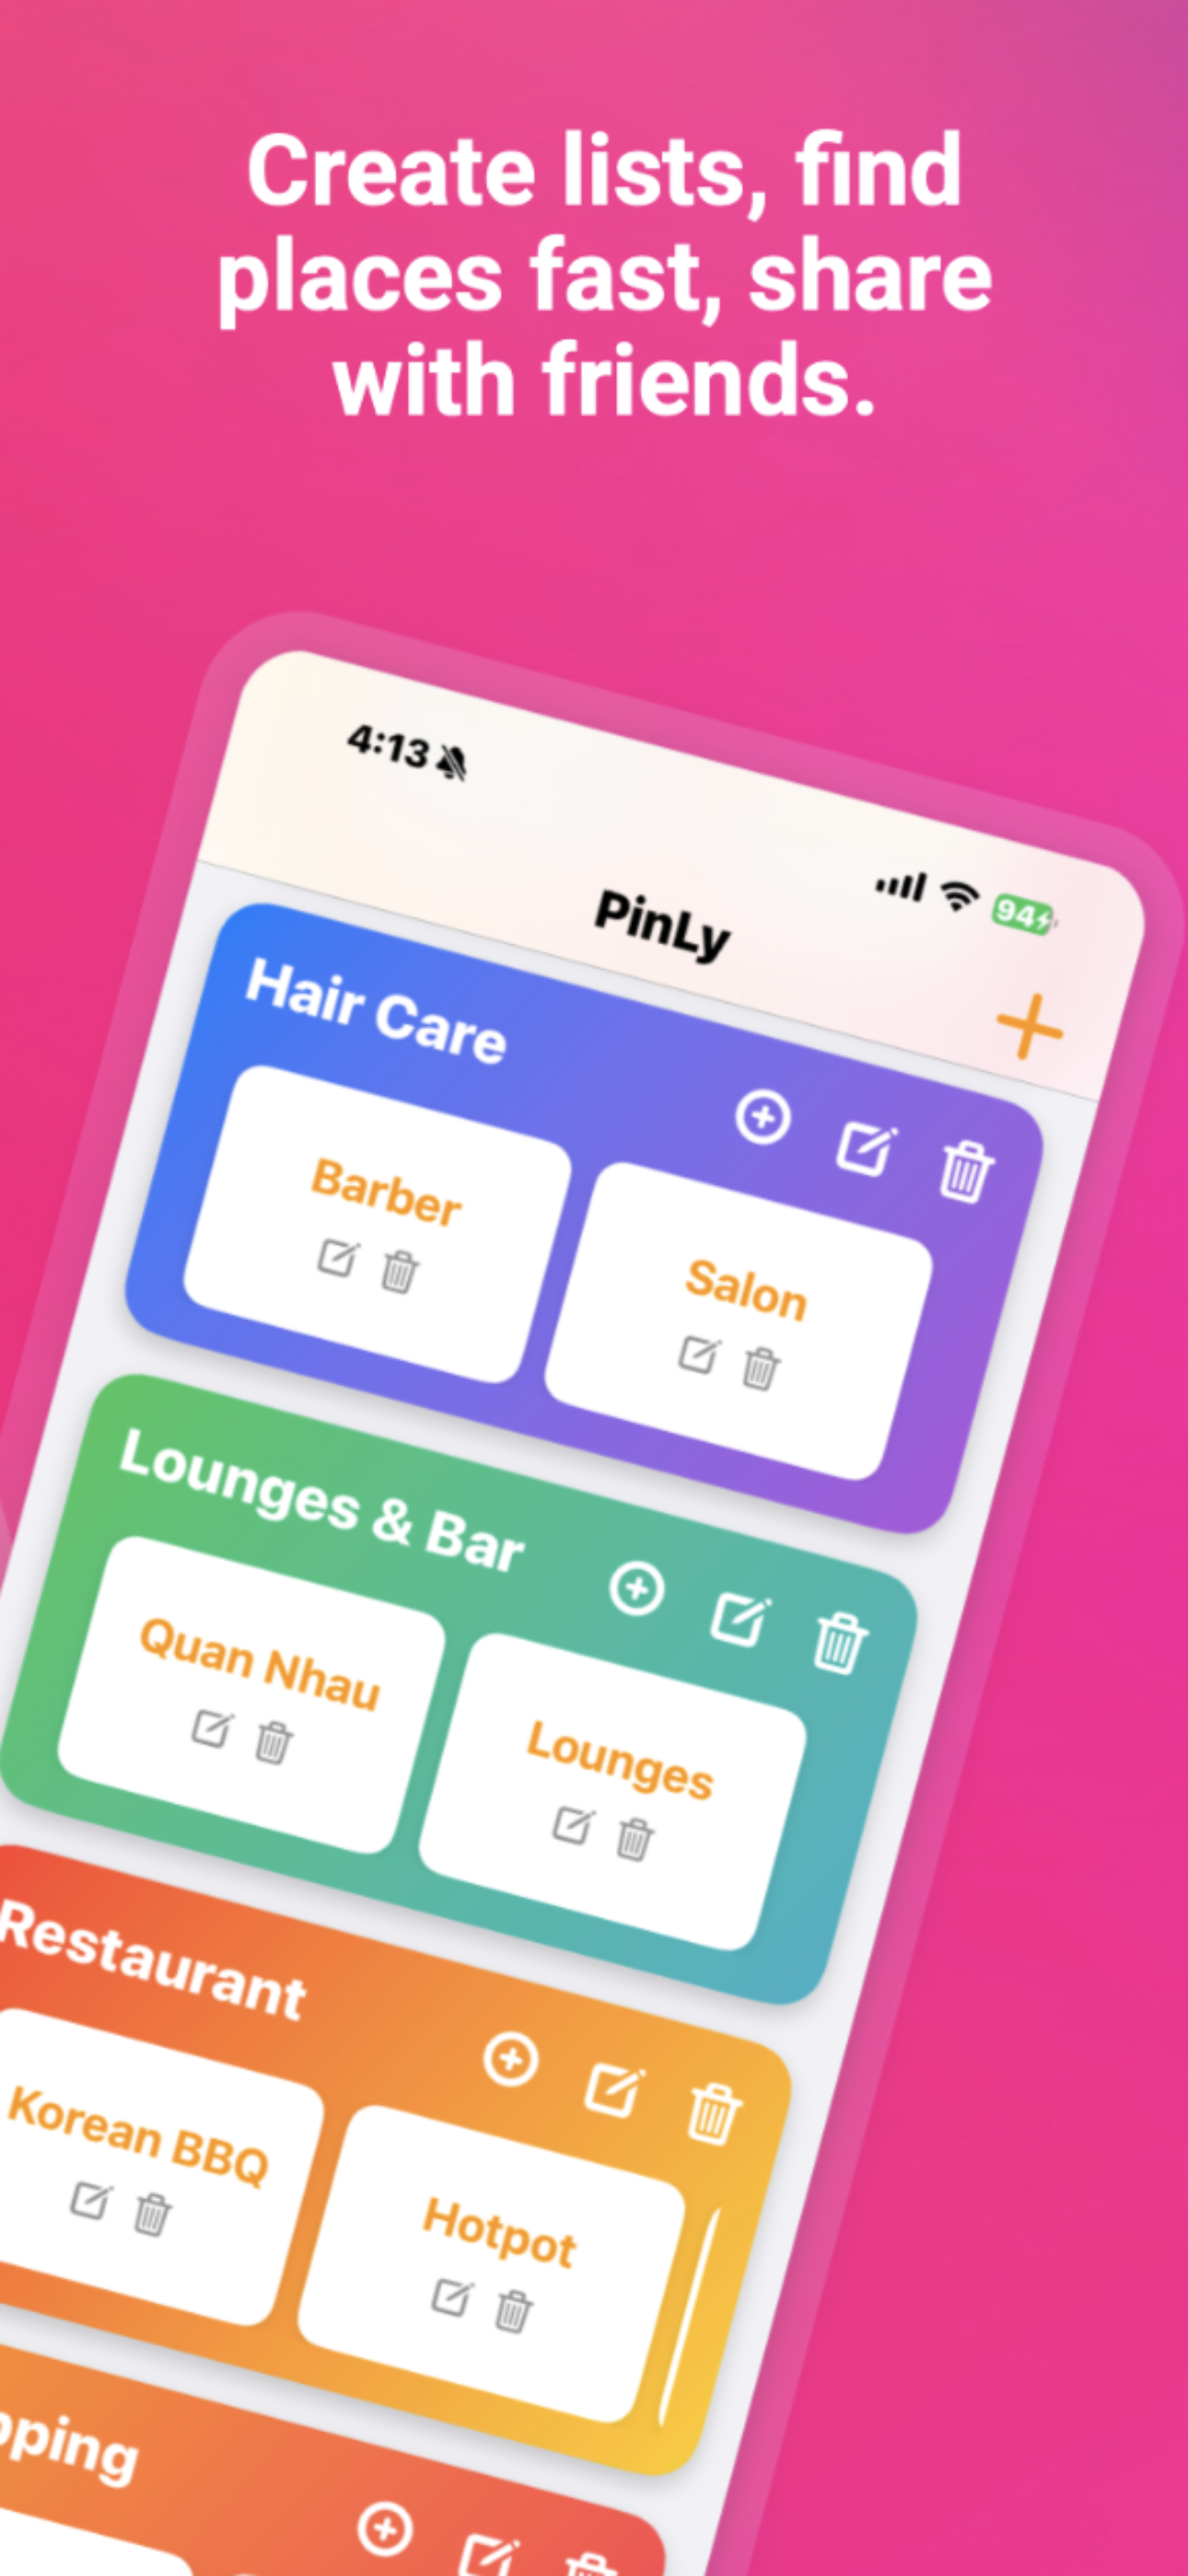 Create lists, find
places fast, share
with friends.
4:13
94
PinLy
Hair Care
Barber
Salon
Lounges & Bar
Quan Nhau
Lounges
Restaurant
Korean BBQ
Hotpot
pping